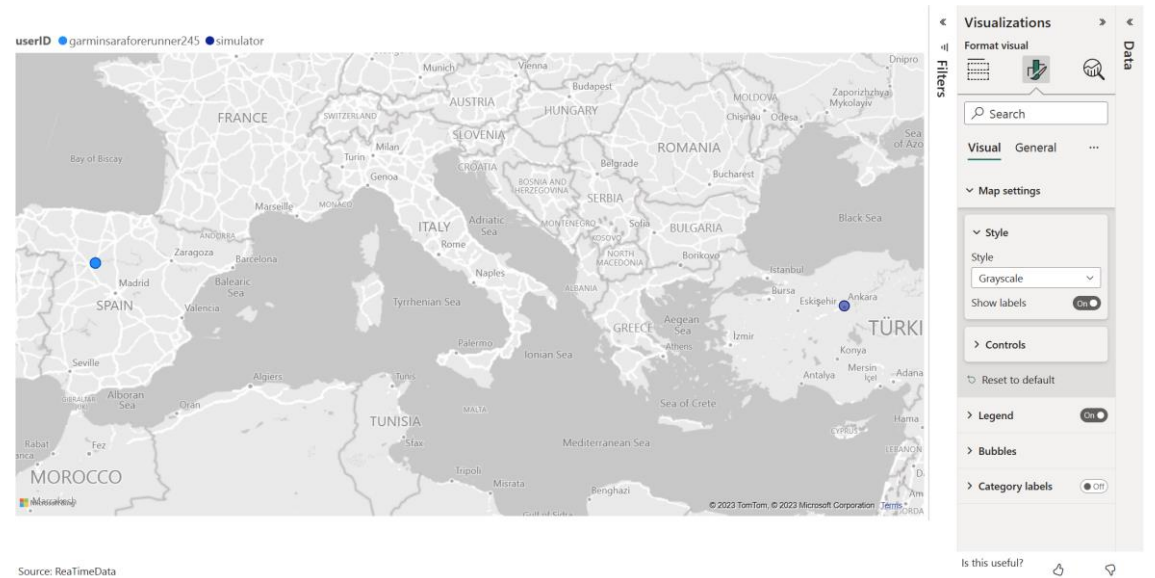 userID garminsaraforerunner245 simulator
Munich
Vienna
Dnipro
Budapest
AUSTRIA
HUNGARY
MOLDOVA
Zaporizhzhya
Mykolayiv
Chișinău
Odesa
FRANCE
SWITZERLAND
SLOVENIA
Sea
of Azo
Bay of Biscay
Milan
Turin
CROATIA
ROMANIA
Belgrade
Genoa
BOSNIA AND
HERZEGOVINA
Bucharest
SERBIA
Marseille
MONACO
ITALY
Adriatic
Sea
MONTENEGRO
Sofia
BULGARIA
Black Sea
ANDORRA
KOSOVO
Zaragoza
Barcelona
Rome
NORTH
MACEDONIA
Istanbul
Madrid
Balearic
Sea
Naples
ALBANIA
Bursa
Eskişehir
Ankara
SPAIN
Valencia
Tyrrhenian Sea
GREECE
Aegean
Sea
Izmir
TÜRKI
Palermo
Athens
Ionian Sea
Konya
Seville
Antalya
Mersin
İçel
Adana
Algiers
Tunis
GIBRALTAR
Alboran
Sea
Oran
MALTA
Sea of Crete
TUNISIA
Hama
CYPRUS
Rabat
Fez
Sfax
Mediterranean Sea
LEBANON
MOROCCO
Tripoli
Misrata
Benghazi
Marrakesh
© 2023 TomTom, © 2023 Microsoft Corporation Terms
Source: ReaTimeData
Filters
Visualizations
Format visual
Search
Visual General ...
Map settings
Style
Style
Grayscale
Show labels On
Controls
Reset to default
Legend On
Bubbles
Category labels Off
Is this useful?
Data